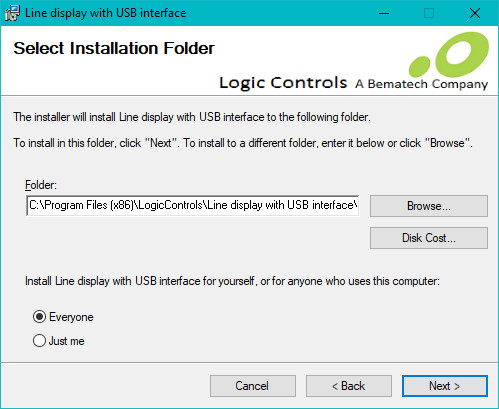 Line display with USB interface
Select Installation Folder
Logic Controls A Bematech Company
The installer will install Line display with USB interface to the following folder.
To install in this folder, click "Next". To install to a different folder, enter it below or click "Browse".
Folder:
C:\Program Files (x86)\LogicControls\Line display with USB interface\
Browse...
Disk Cost...
Install Line display with USB interface for yourself, or for anyone who uses this computer:
Everyone
Just me
Cancel
< Back
Next >